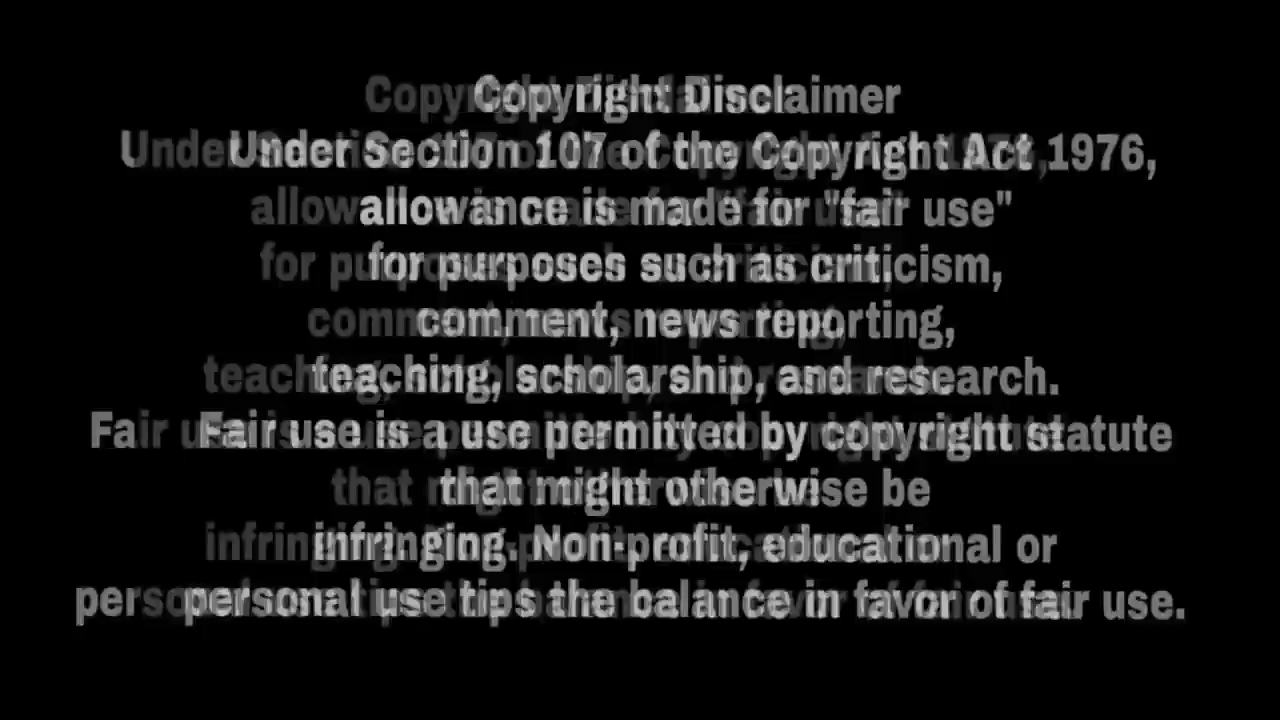 Copyright Disclaimer
Under Section 107 of the Copyright Act 1976,
allowance is made for "fair use"
for purposes such as criticism,
comment, news reporting,
teaching, scholarship, and research.
Fair use is a use permitted by copyright statute
that might otherwise be
infringing. Non-profit, educational or
personal use tips the balance in favor of fair use.